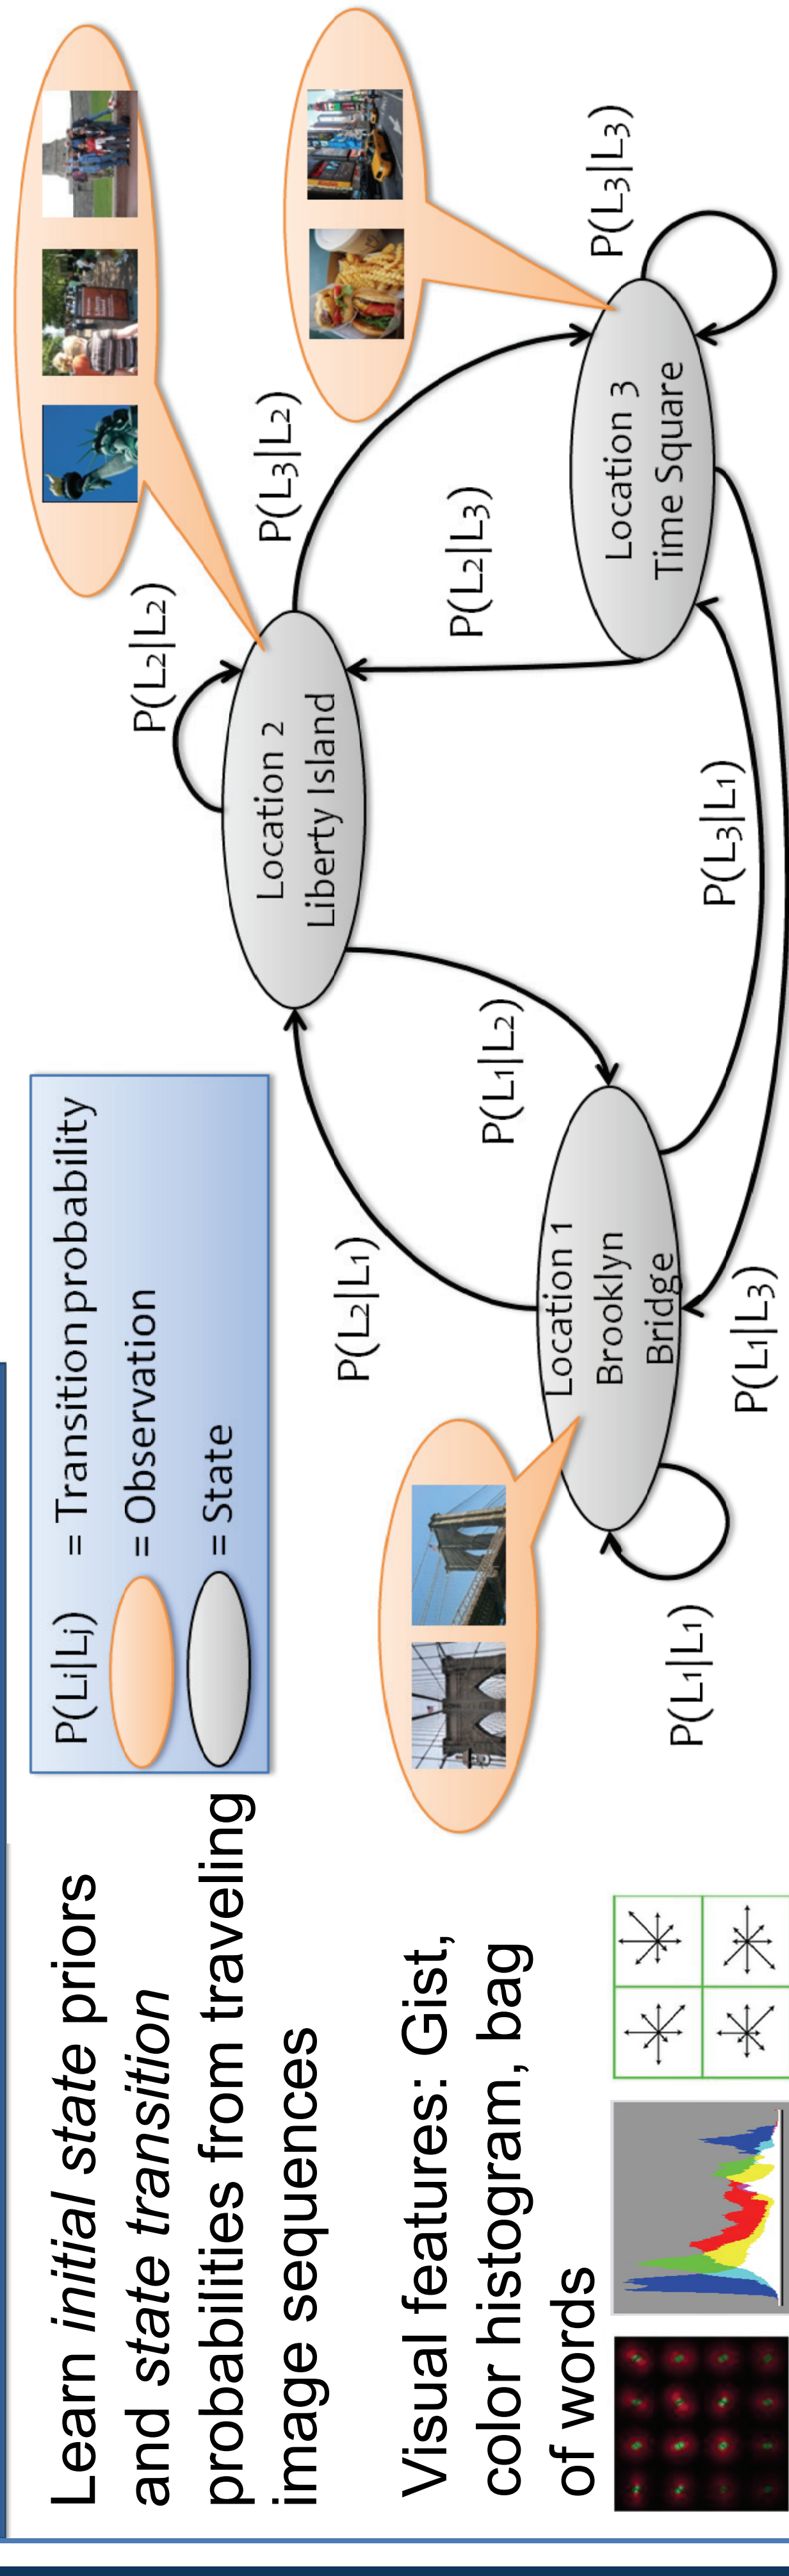 Learn initial state priors
and state transition
probabilities from traveling
image sequences
Visual features: Gist,
color histogram, bag
of words
P(Li|Lj) = Transition probability
= Observation
= State
P(L2|L2)
Location 2
Liberty Island
P(L3|L2)
P(L2|L1)
P(L1|L2)
P(L2|L3)
Location 1
Brooklyn
Bridge
Location 3
Time Square
P(L3|L3)
P(L3|L1)
P(L1|L1)
P(L1|L3)